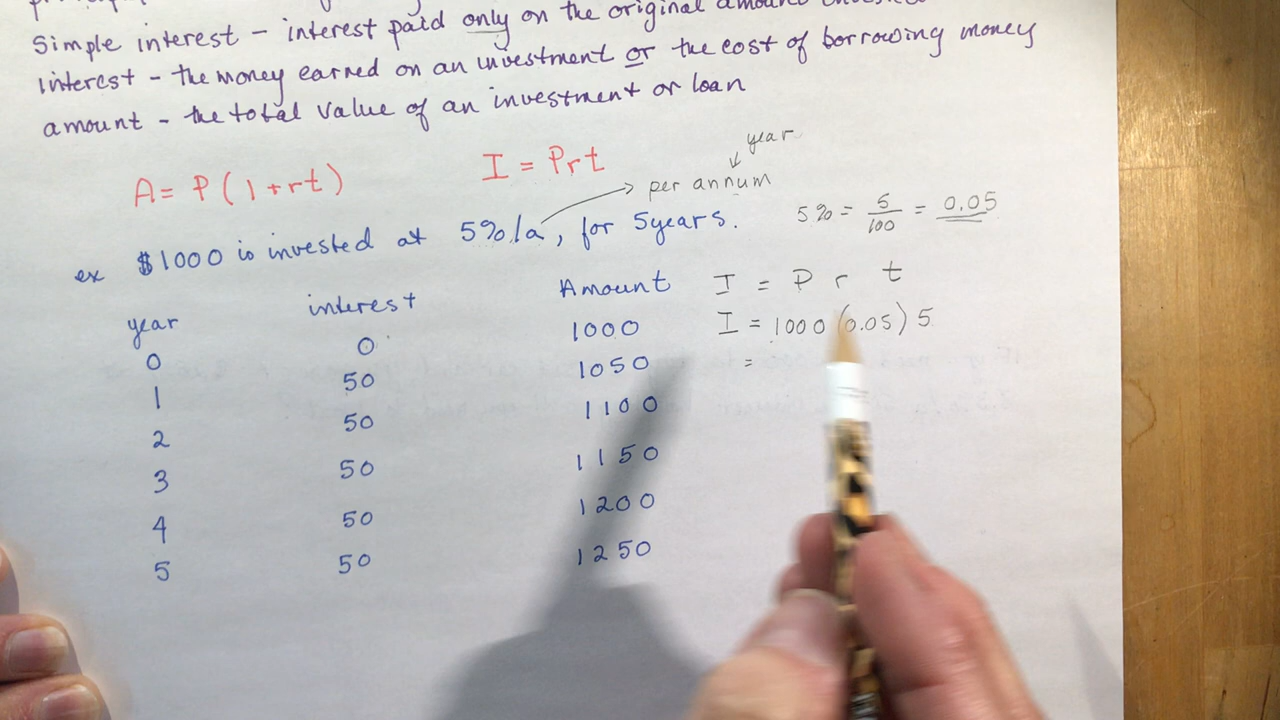 Simple interest - interest paid only on the original amount
interest - the money earned on an investment or the cost of borrowing money
amount - the total value of an investment or loan
year
A = P(1+rt) I = Prt
per annum
ex $1000 is invested at 5%/a, for 5 years. 5% = 5/100 = 0.05
year interest Amount I = P r t
0 0 1000 I = 1000 (0.05) 5
1 50 1050 =
2 50 1100
3 50 1150
4 50 1200
5 50 1250